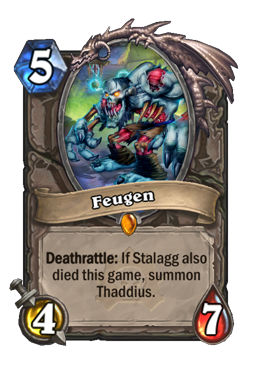 5
Feugen
Deathrattle: If Stalagg also
died this game, summon
Thaddius.
4
7